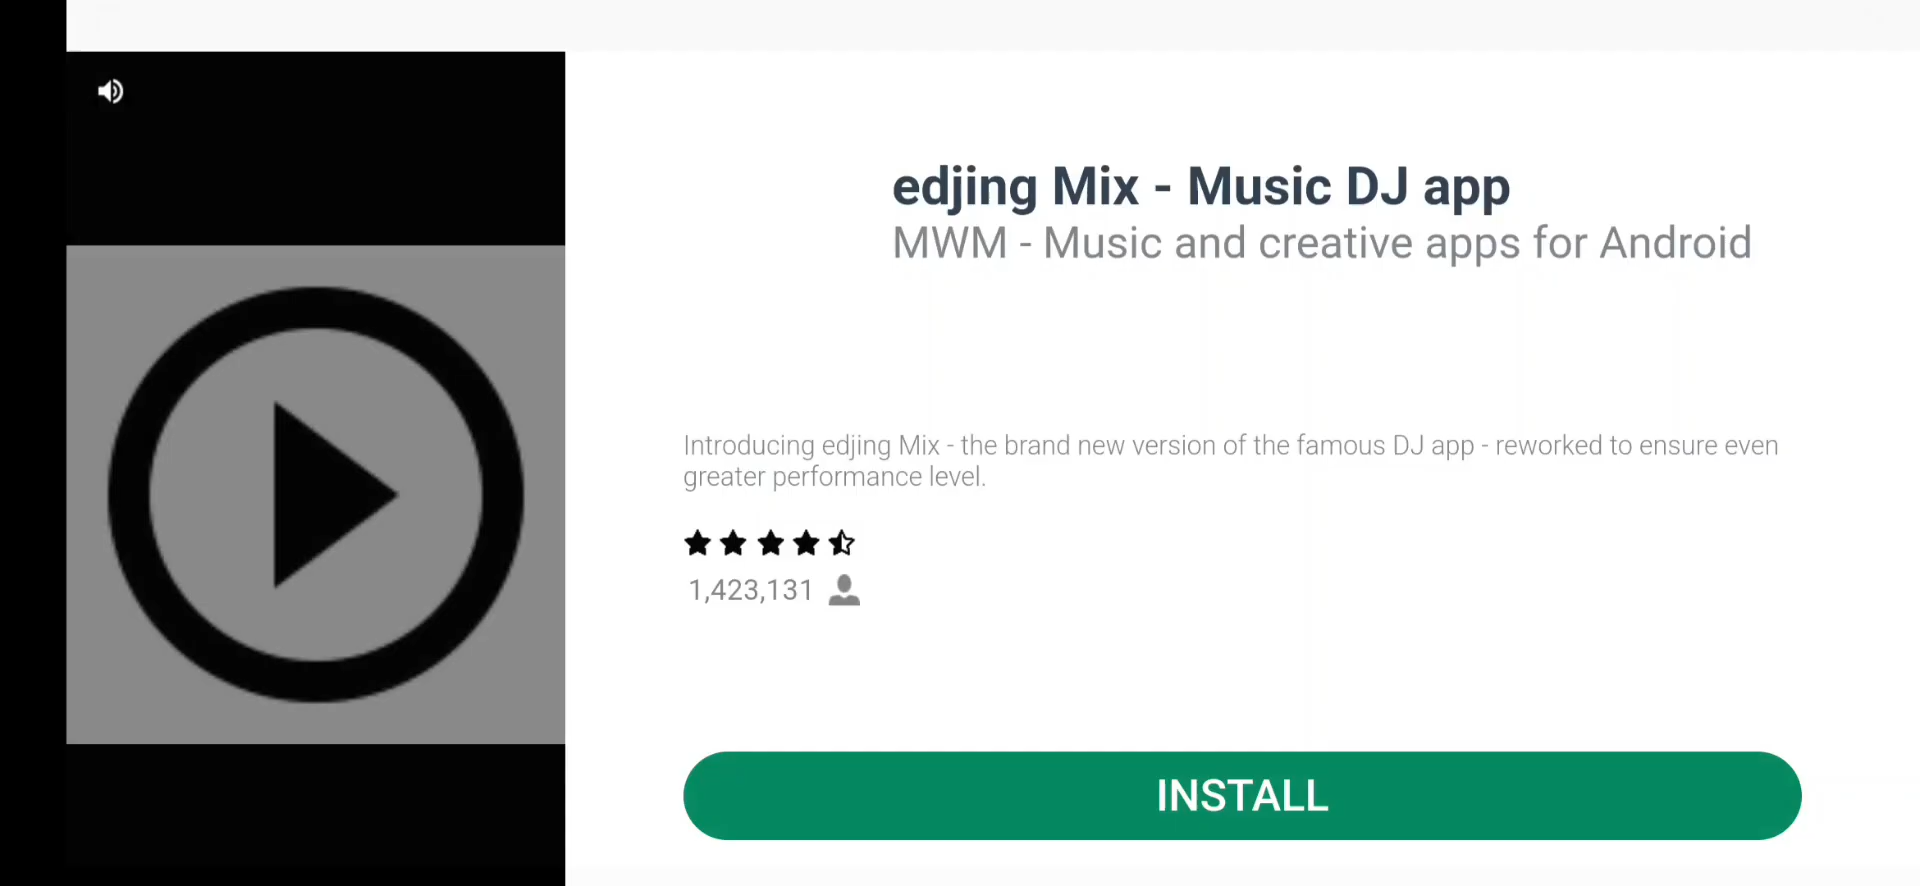 edjing Mix - Music DJ app
MWM - Music and creative apps for Android
Introducing edjing Mix - the brand new version of the famous DJ app - reworked to ensure even
greater performance level.
1,423,131
INSTALL